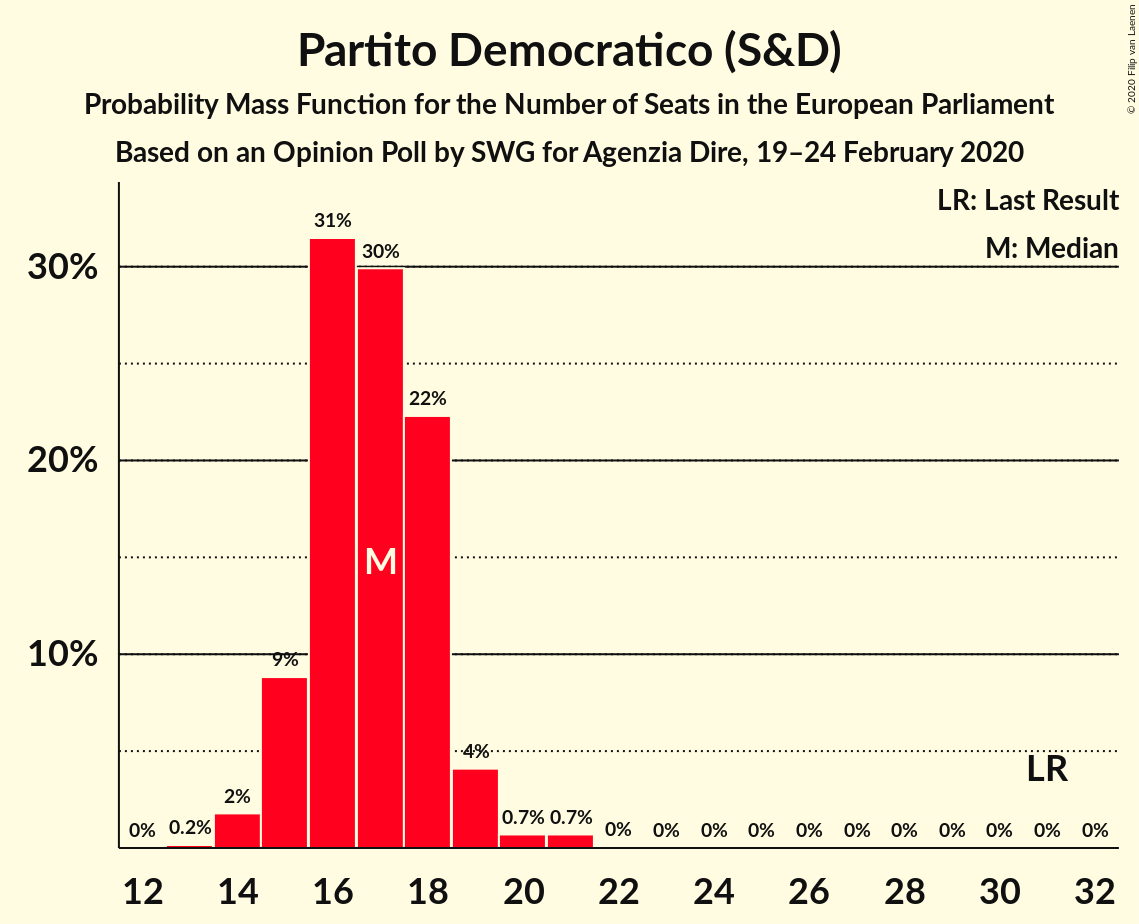 © 2020 Filip van Laenen
Partito Democratico (S&D)
Probability Mass Function for the Number of Seats in the European Parliament
Based on an Opinion Poll by SWG for Agenzia Dire, 19–24 February 2020
LR: Last Result
M: Median
30%
20%
10%
0% 0.2% 2% 9% 31% 30% 22% 4% 0.7% 0.7% 0% 0% 0% 0% 0% 0% 0% 0% 0% 0% 0%
M
LR
12 14 16 18 20 22 24 26 28 30 32